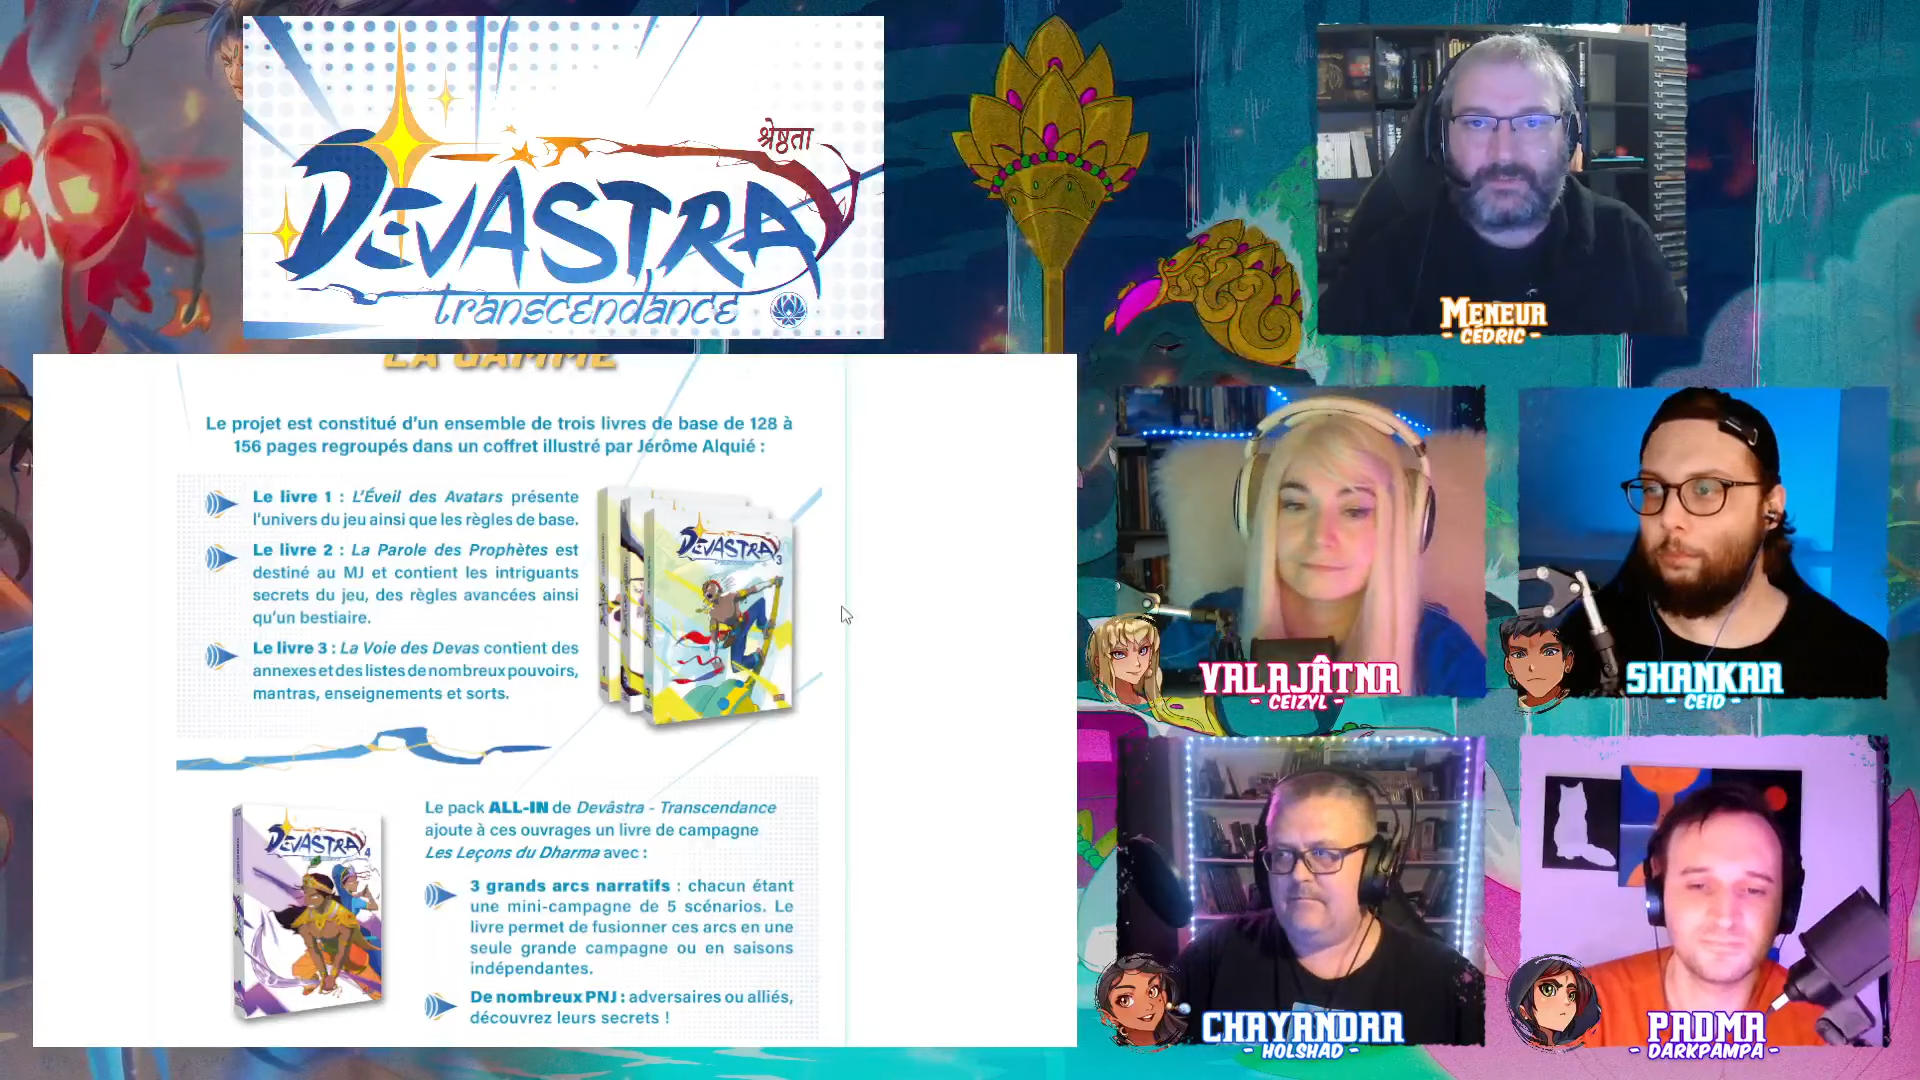 श्रेष्ठता
DEVASTRA
transcendance
LA GAMME
Le projet est constitué d'un ensemble de trois livres de base de 128 à
156 pages regroupés dans un coffret illustré par Jérôme Alquié :
Le livre 1 : L'Éveil des Avatars présente
l'univers du jeu ainsi que les règles de base.
Le livre 2 : La Parole des Prophètes est
destiné au MJ et contient les intriguants
secrets du jeu, des règles avancées ainsi
qu'un bestiaire.
Le livre 3 : La Voie des Devas contient des
annexes et des listes de nombreux pouvoirs,
mantras, enseignements et sorts.
DEVASTRA
3
Le pack ALL-IN de Devâstra - Transcendance
ajoute à ces ouvrages un livre de campagne
Les Leçons du Dharma avec :
3 grands arcs narratifs : chacun étant
une mini-campagne de 5 scénarios. Le
livre permet de fusionner ces arcs en une
seule grande campagne ou en saisons
indépendantes.
De nombreux PNJ : adversaires ou alliés,
découvrez leurs secrets !
DEVASTRA
4
MENEUR
- CÉDRIC -
VALAJÂTNA
- CEIZYL -
SHANKAR
- CEID -
CHAYANDRA
- HOLSHAD -
PADMA
- DARKPAMPA -